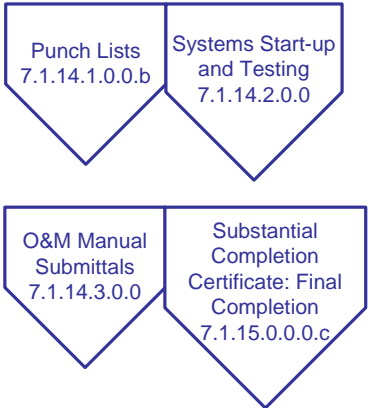 Punch Lists
7.1.14.1.0.0.b
Systems Start-up
and Testing
7.1.14.2.0.0
O&M Manual
Submittals
7.1.14.3.0.0
Substantial
Completion
Certificate: Final
Completion
7.1.15.0.0.0.c